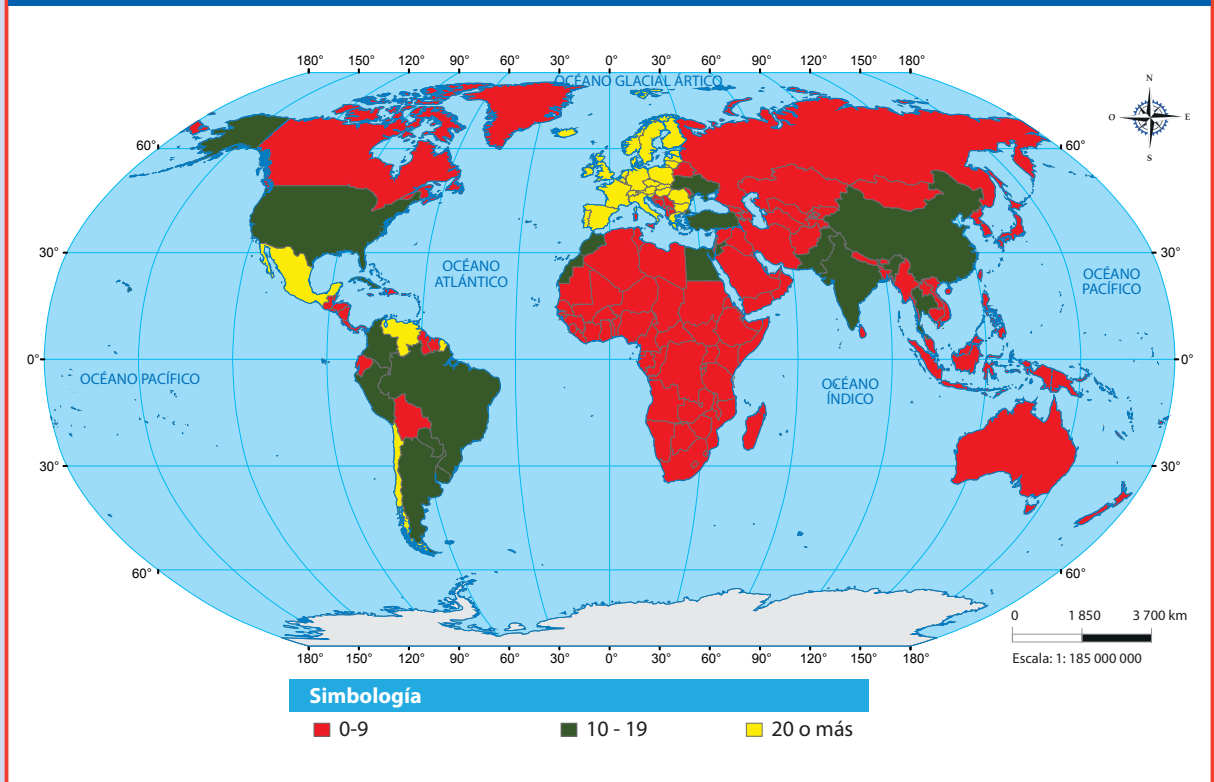 180° 150° 120° 90° 60° 30° 0° 30° 60° 90° 120° 150° 180°
OCÉANO GLACIAL ÁRTICO
N
O E
S
60° 60°
30° 30°
OCÉANO
ATLÁNTICO
OCÉANO
PACÍFICO
0° 0°
OCÉANO PACÍFICO
OCÉANO
ÍNDICO
30° 30°
60° 60°
0 1 850 3 700 km
Escala: 1: 185 000 000
180° 150° 120° 90° 60° 30° 0° 30° 60° 90° 120° 150° 180°
Simbología
0-9 10 - 19 20 o más